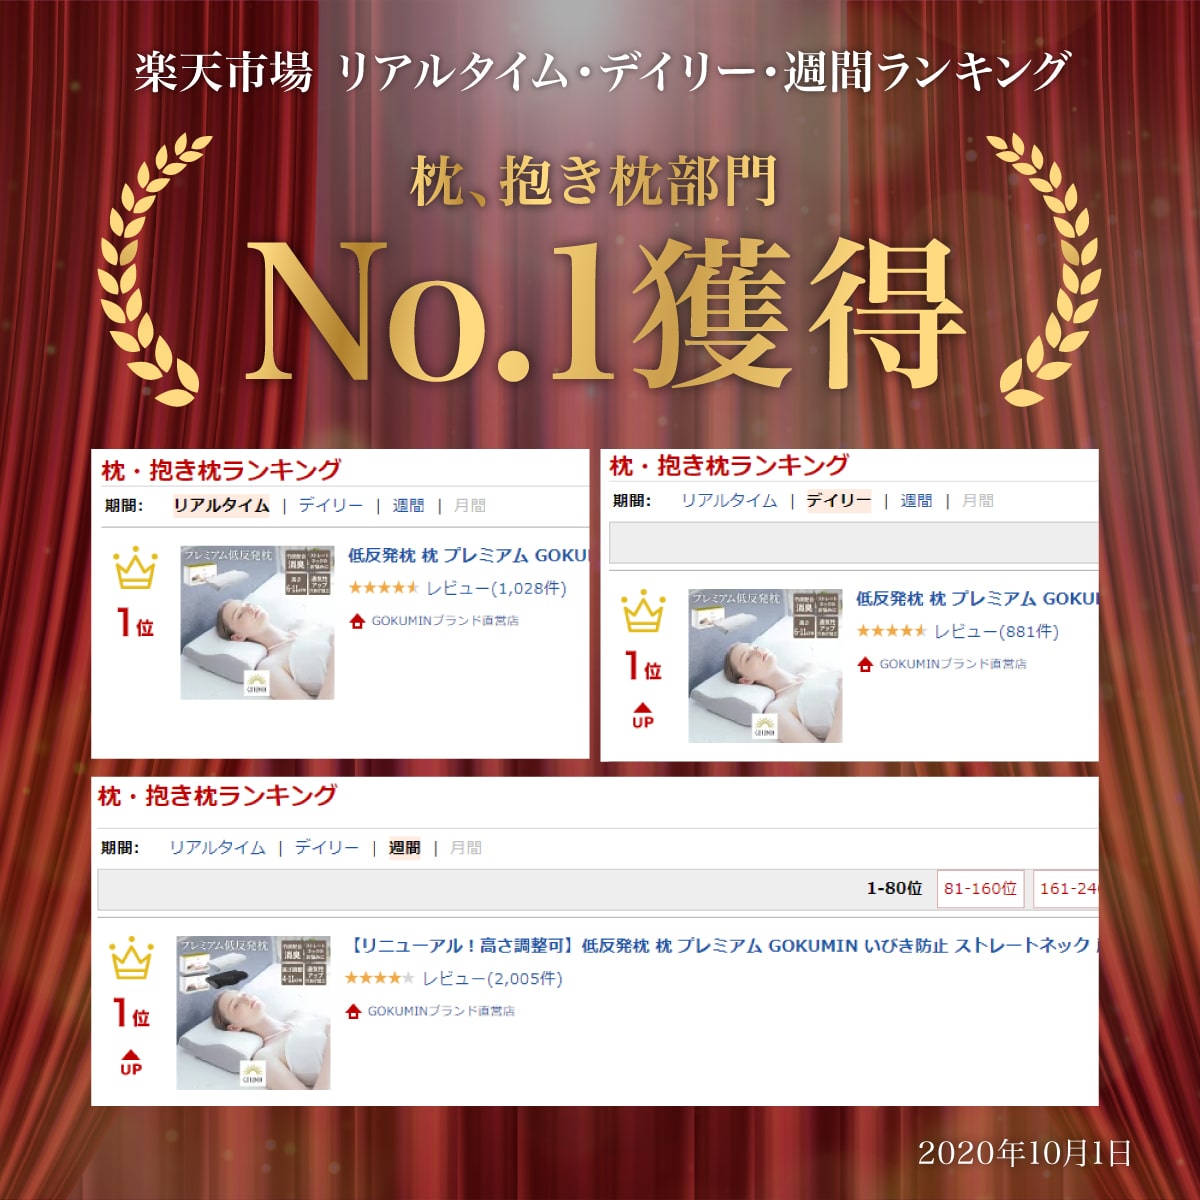 楽天市場 リアルタイム・デイリー・週間ランキング
枕、抱き枕部門
No.1獲得
枕・抱き枕ランキング
期間: リアルタイム | デイリー | 週間 | 月間
1位
プレミアム低反発枕
消臭
GOKUMIN
低反発枕 枕 プレミアム GOKU
レビュー(1,028件)
GOKUMINブランド直営店
枕・抱き枕ランキング
期間: リアルタイム | デイリー | 週間 | 月間
1位
UP
プレミアム低反発枕
消臭
GOKUMIN
低反発枕 枕 プレミアム GOKU
レビュー(881件)
GOKUMINブランド直営店
枕・抱き枕ランキング
期間: リアルタイム | デイリー | 週間 | 月間
1-80位 81-160位 161-24
1位
UP
プレミアム低反発枕
消臭
GOKUMIN
【リニューアル！高さ調整可】低反発枕 枕 プレミアム GOKUMIN いびき防止 ストレートネック
レビュー(2,005件)
GOKUMINブランド直営店
2020年10月1日